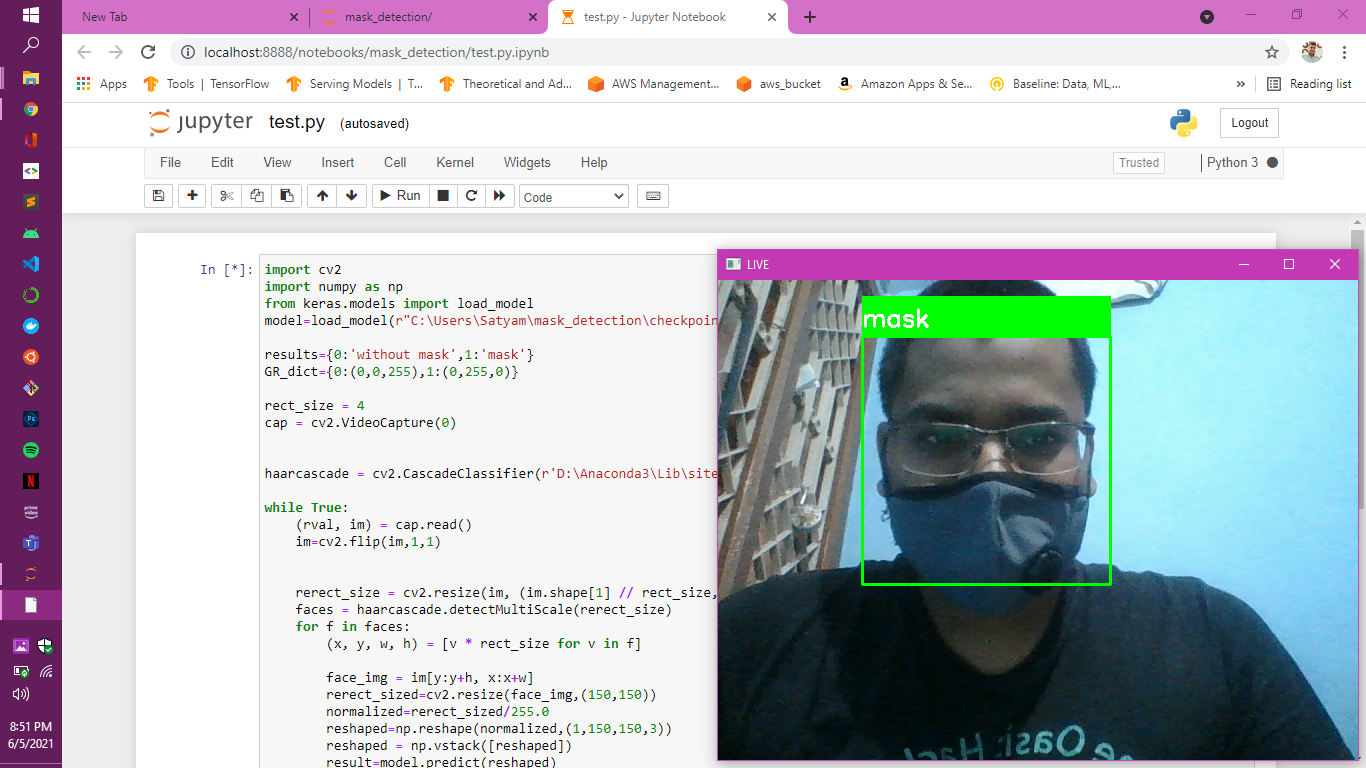 New Tab
mask_detection/
test.py - Jupyter Notebook
localhost:8888/notebooks/mask_detection/test.py.ipynb
Apps
Tools | TensorFlow
Serving Models | T...
Theoretical and Ad...
AWS Management...
aws_bucket
Amazon Apps & Se...
Baseline: Data, ML,...
»
Reading list
jupyter test.py (autosaved)
Logout
File Edit View Insert Cell Kernel Widgets Help
Trusted
Python 3
Run
Code
In [*]:
import cv2
import numpy as np
from keras.models import load_model
model=load_model(r"C:\Users\Satyam\mask_detection\checkpoin
results={0:'without mask',1:'mask'}
GR_dict={0:(0,0,255),1:(0,255,0)}
rect_size = 4
cap = cv2.VideoCapture(0)
haarcascade = cv2.CascadeClassifier(r'D:\Anaconda3\Lib\site
while True:
(rval, im) = cap.read()
im=cv2.flip(im,1,1)
rerect_size = cv2.resize(im, (im.shape[1] // rect_size,
faces = haarcascade.detectMultiScale(rerect_size)
for f in faces:
(x, y, w, h) = [v * rect_size for v in f]
face_img = im[y:y+h, x:x+w]
rerect_sized=cv2.resize(face_img,(150,150))
normalized=rerect_sized/255.0
reshaped=np.reshape(normalized,(1,150,150,3))
reshaped = np.vstack([reshaped])
result=model.predict(reshaped)
LIVE
mask
Ps
N
prime video
8:51 PM
6/5/2021